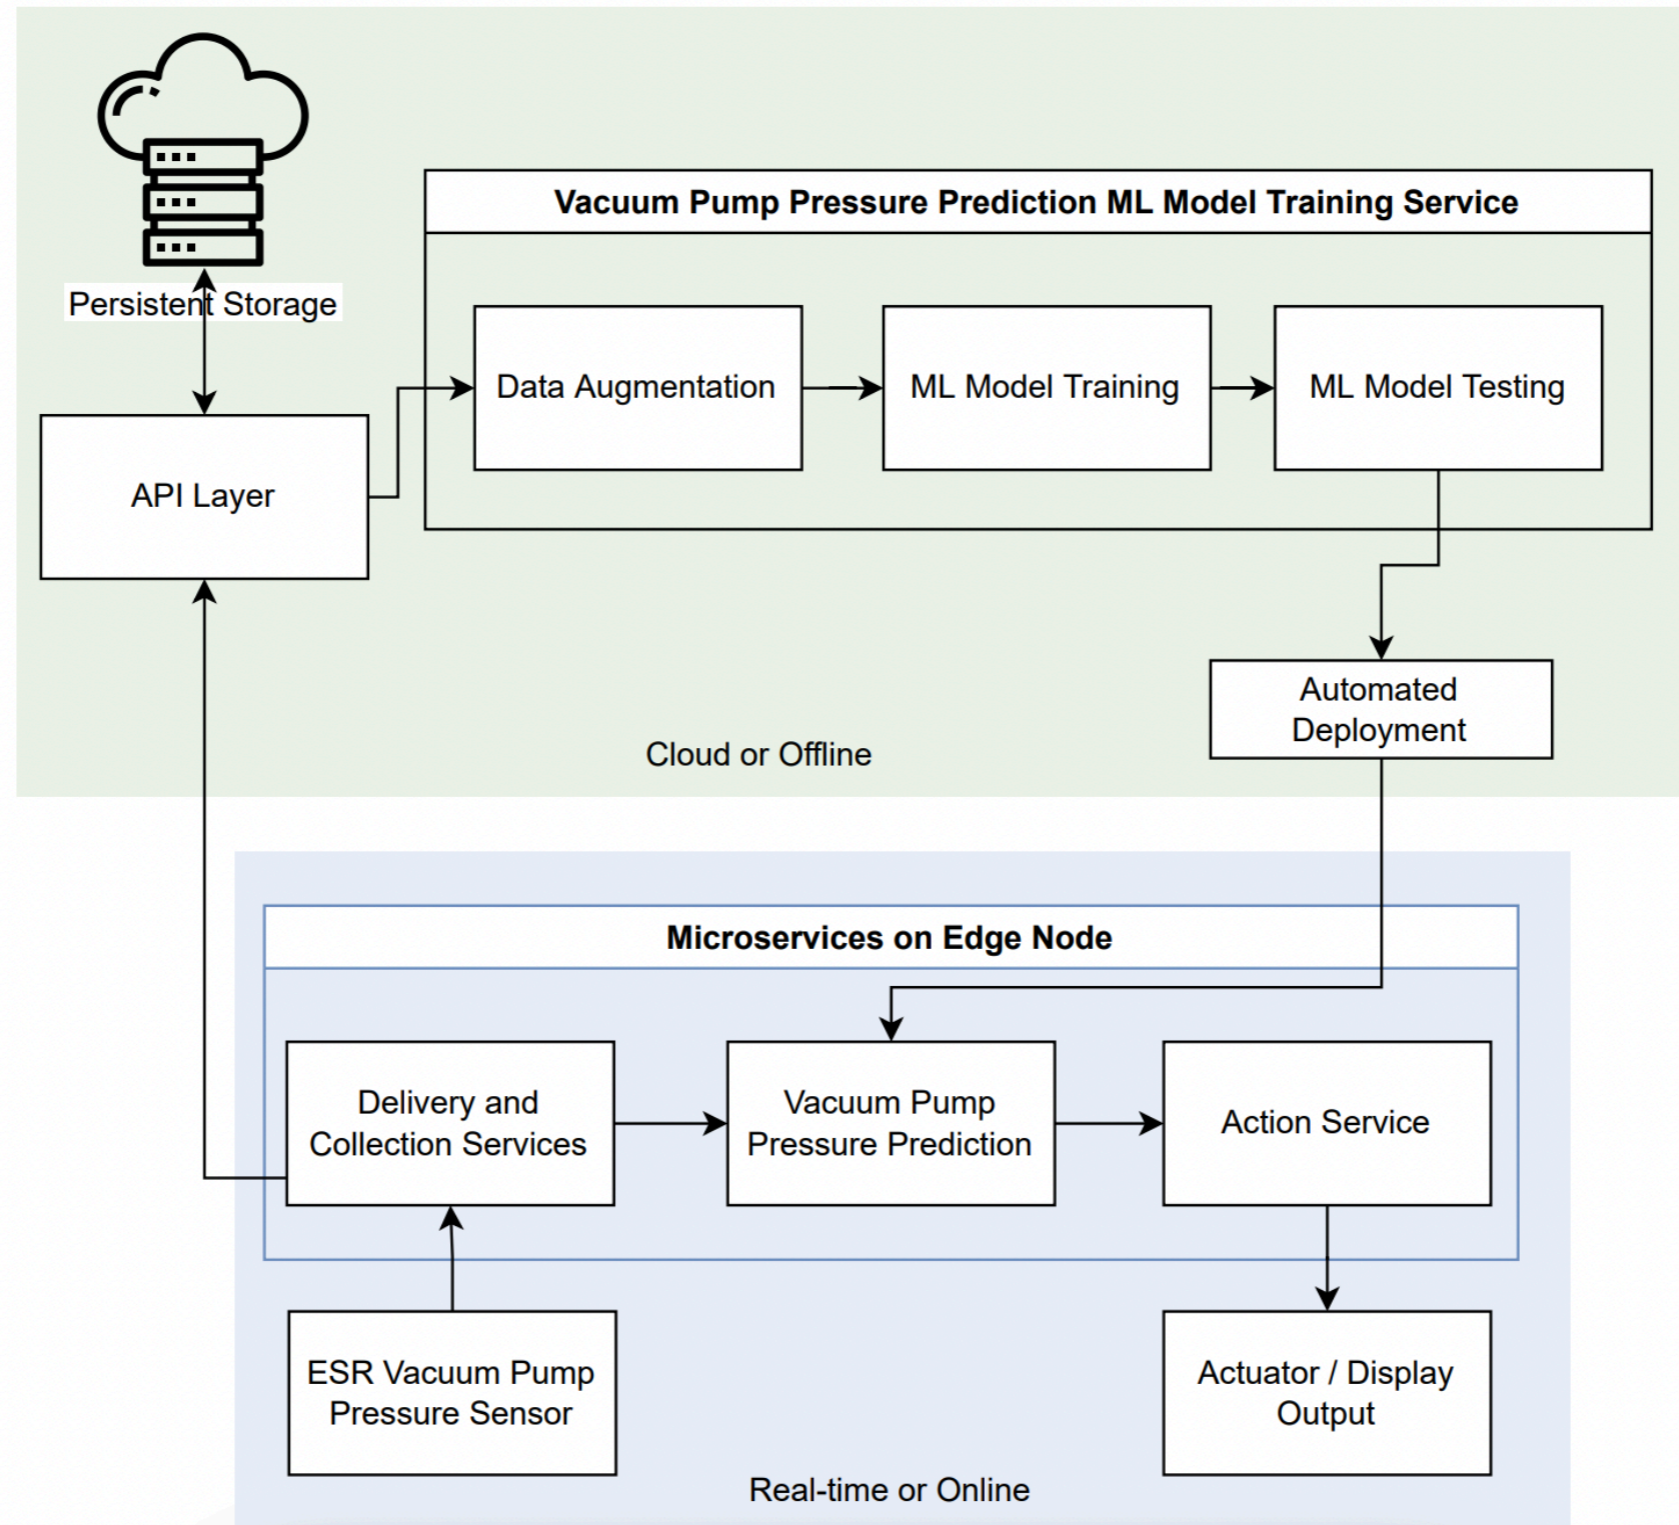 Persistent Storage
Vacuum Pump Pressure Prediction ML Model Training Service
Data Augmentation
ML Model Training
ML Model Testing
API Layer
Automated
Deployment
Cloud or Offline
Microservices on Edge Node
Delivery and
Collection Services
Vacuum Pump
Pressure Prediction
Action Service
ESR Vacuum Pump
Pressure Sensor
Actuator / Display
Output
Real-time or Online